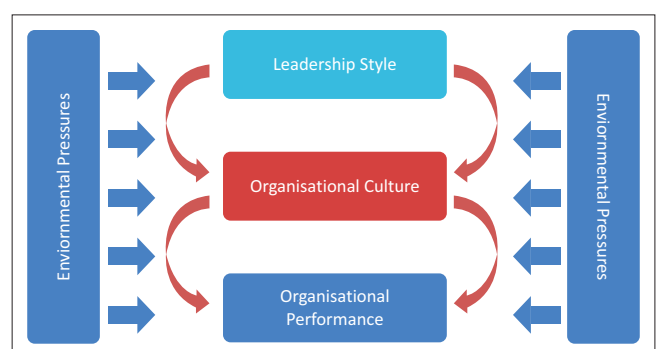 Enviornmental Pressures
Leadership Style
Organisational Culture
Organisational
Performance
Enviornmental Pressures